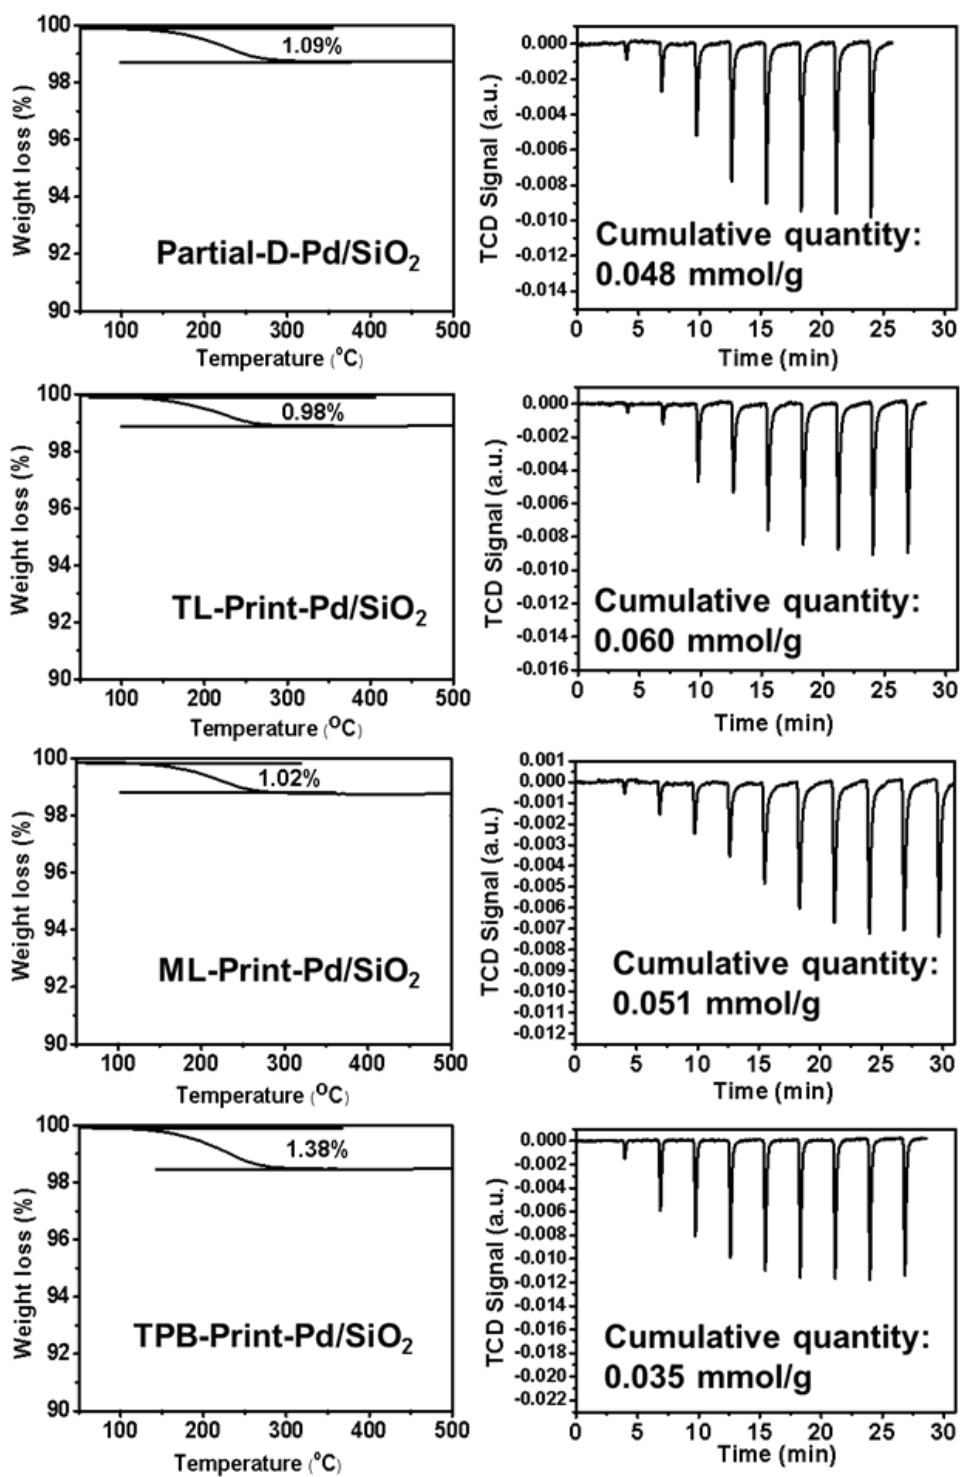 100
98
96
94
92
90
Weight loss (%)
1.09%
Partial-D-Pd/SiO₂
100 200 300 400 500
Temperature (°C)
0.000
-0.002
-0.004
-0.006
-0.008
-0.010
-0.014
TCD Signal (a.u.)
Cumulative quantity:
0.048 mmol/g
0 5 10 15 20 25 30
Time (min)
100
98
96
94
92
90
Weight loss (%)
0.98%
TL-Print-Pd/SiO₂
100 200 300 400 500
Temperature (°C)
0.000
-0.002
-0.004
-0.006
-0.008
-0.010
-0.012
-0.014
-0.016
TCD Signal (a.u.)
Cumulative quantity:
0.060 mmol/g
0 5 10 15 20 25 30
Time (min)
100
98
96
94
92
90
Weight loss (%)
1.02%
ML-Print-Pd/SiO₂
100 200 300 400 500
Temperature (°C)
0.001
0.000
-0.001
-0.002
-0.003
-0.004
-0.005
-0.006
-0.007
-0.008
-0.009
-0.010
-0.011
-0.012
TCD Signal (a.u.)
Cumulative quantity:
0.051 mmol/g
0 5 10 15 20 25 30
Time (min)
100
98
96
94
92
90
Weight loss (%)
1.38%
TPB-Print-Pd/SiO₂
100 200 300 400 500
Temperature (°C)
0.000
-0.002
-0.004
-0.006
-0.008
-0.010
-0.012
-0.014
-0.016
-0.018
-0.020
-0.022
TCD Signal (a.u.)
Cumulative quantity:
0.035 mmol/g
0 5 10 15 20 25 30
Time (min)